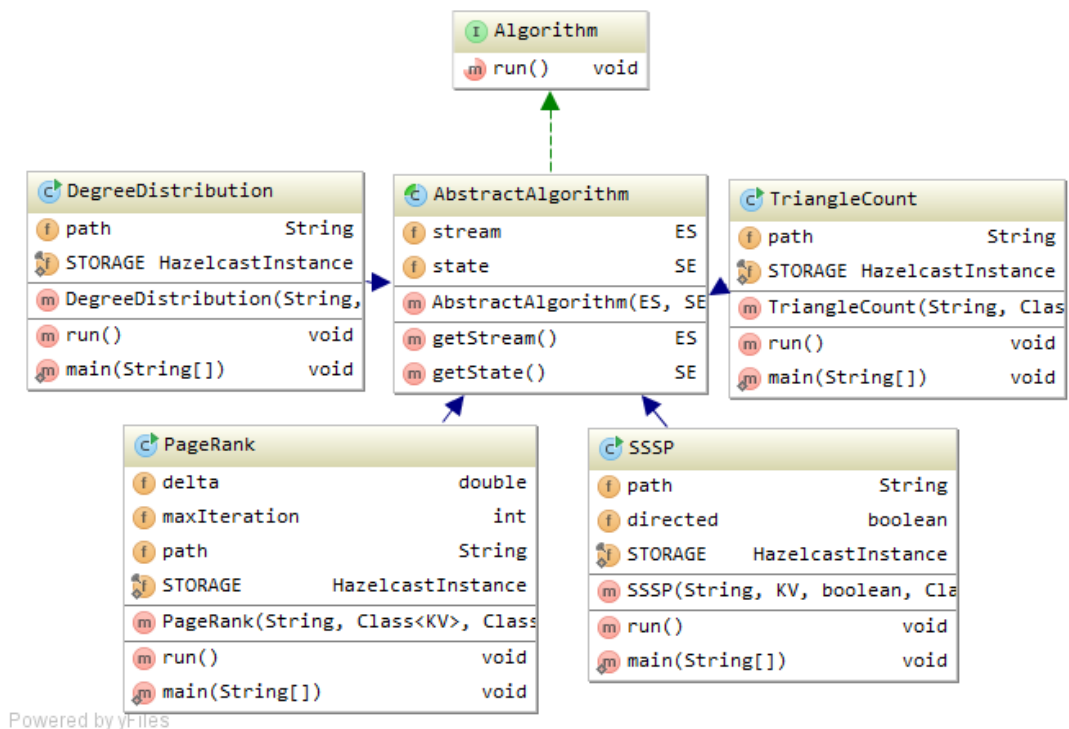 Algorithm
run() void
DegreeDistribution
path String
STORAGE HazelcastInstance
DegreeDistribution(String,
run() void
main(String[]) void
AbstractAlgorithm
stream ES
state SE
AbstractAlgorithm(ES, SE
getStream() ES
getState() SE
TriangleCount
path String
STORAGE HazelcastInstance
TriangleCount(String, Clas
run() void
main(String[]) void
PageRank
delta double
maxIteration int
path String
STORAGE HazelcastInstance
PageRank(String, Class<KV>, Class
run() void
main(String[]) void
SSSP
path String
directed boolean
STORAGE HazelcastInstance
SSSP(String, KV, boolean, Cla
run() void
main(String[]) void
Powered by yFiles